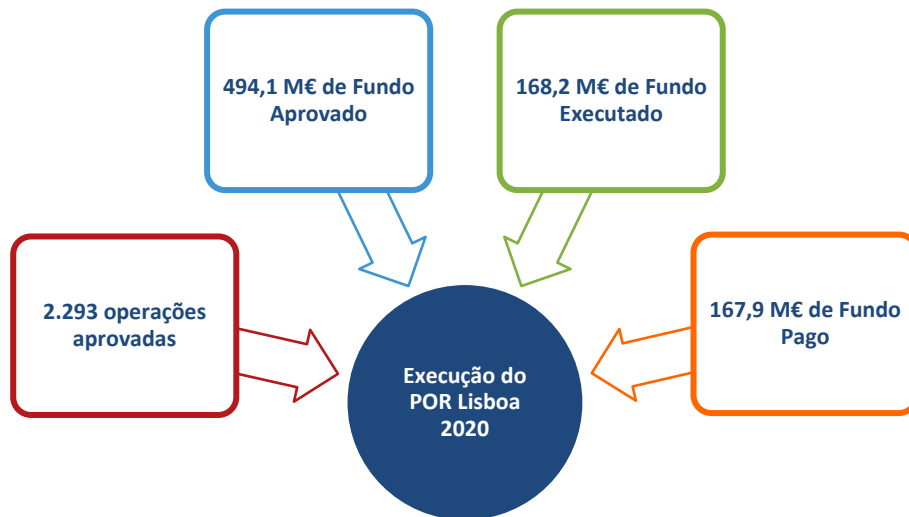 494,1 M€ de Fundo
Aprovado
168,2 M€ de Fundo
Executado
2.293 operações
aprovadas
167,9 M€ de Fundo
Pago
Execução do
POR Lisboa
2020